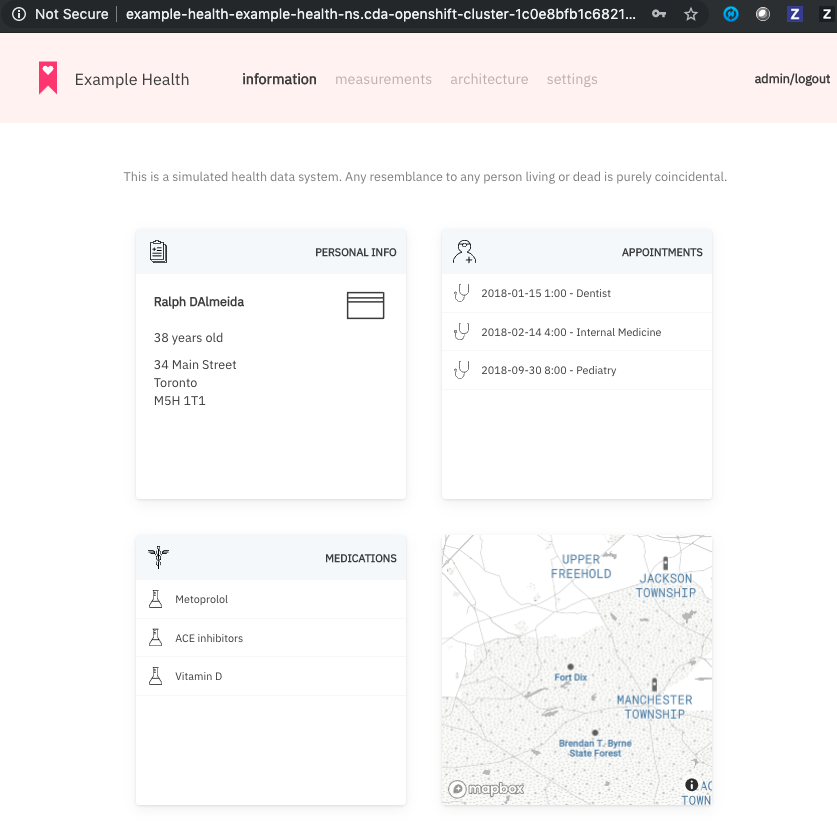 Not Secure
example-health-example-health-ns.cda-openshift-cluster-1c0e8bfb1c6821...
Z
Z
Example Health
information
measurements
architecture
settings
admin/logout
This is a simulated health data system. Any resemblance to any person living or dead is purely coincidental.
PERSONAL INFO
Ralph DAlmeida
38 years old
34 Main Street
Toronto
M5H 1T1
APPOINTMENTS
2018-01-15 1:00 - Dentist
2018-02-14 4:00 - Internal Medicine
2018-09-30 8:00 - Pediatry
MEDICATIONS
Metoprolol
ACE inhibitors
Vitamin D
UPPER
FREEHOLD
JACKSON
TOWNSHIP
Fort Dix
MANCHESTER
TOWNSHIP
Brendan T. Byrne
State Forest
mapbox
AC
TOWN